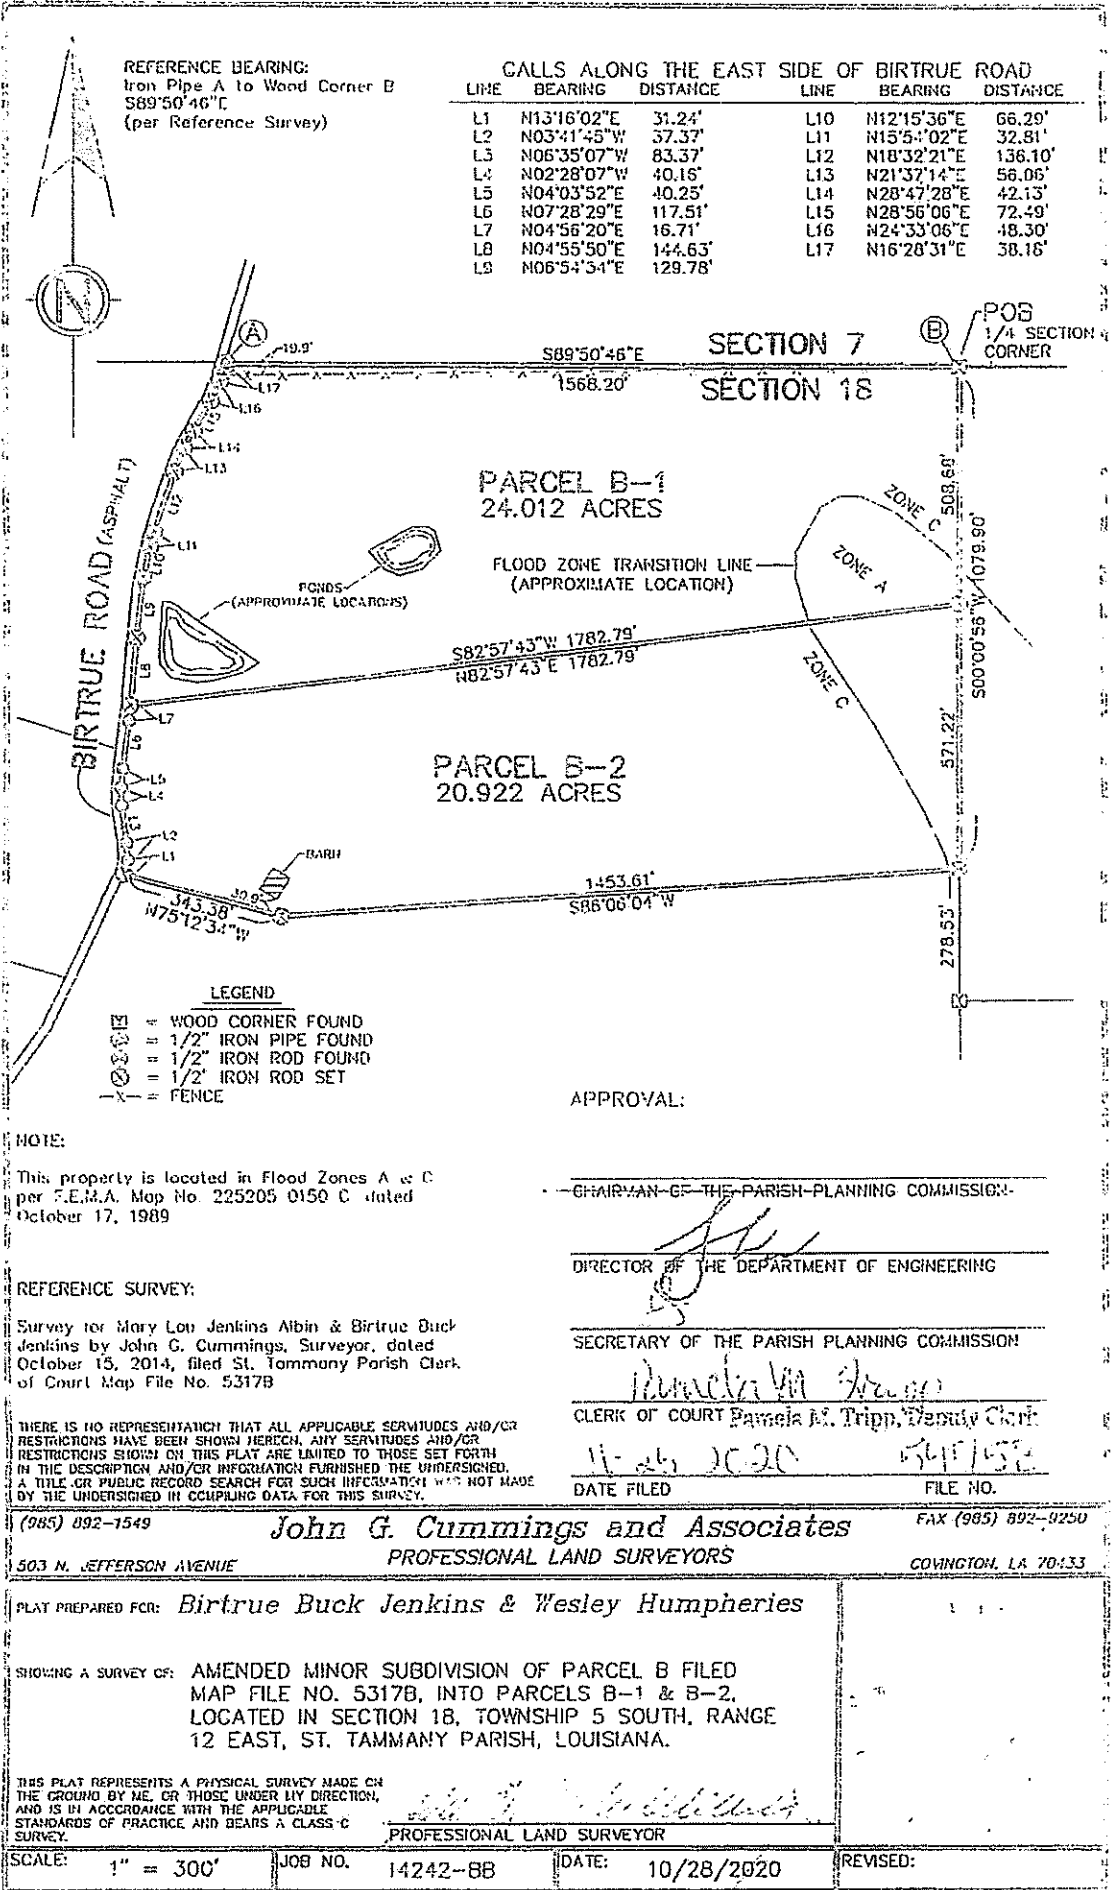 REFERENCE BEARING:
Iron Pipe A to Wood Corner B
S89°50'46"E
(per Reference Survey)
CALLS ALONG THE EAST SIDE OF BIRTRUE ROAD
LINE BEARING DISTANCE LINE BEARING DISTANCE
L1 N13°16'02"E 31.24' L10 N12°15'36"E 66.29'
L2 N03°41'45"W 37.37' L11 N15°54'02"E 32.81'
L3 N06°35'07"W 83.37' L12 N18°32'21"E 136.10'
L4 N02°28'07"W 40.16' L13 N21°37'14"E 56.06'
L5 N04°03'52"E 40.25' L14 N28°47'28"E 42.13'
L6 N07°28'29"E 117.51' L15 N28°56'06"E 72.49'
L7 N04°56'20"E 16.71' L16 N24°33'06"E 48.30'
L8 N04°55'50"E 144.63' L17 N16°28'31"E 38.16'
L9 N06°54'34"E 129.78'
N
A
19.9'
S89°50'46"E
1568.20'
SECTION 7
SECTION 18
B
POB
1/4 SECTION
CORNER
L17
L16
L15
L14
L13
L12
L11
L10
L9
L8
L7
L6
L5
L4
L3
L2
L1
BIRTRUE ROAD (ASPHALT)
PARCEL B-1
24.012 ACRES
PONDS
(APPROXIMATE LOCATIONS)
FLOOD ZONE TRANSITION LINE
(APPROXIMATE LOCATION)
ZONE C
ZONE A
ZONE C
508.68'
S00°00'56"W 1079.90'
571.22'
278.53'
S82°57'43"W 1782.79'
N82°57'43"E 1782.79'
PARCEL B-2
20.922 ACRES
BARN
30.9'
343.38'
N75°12'34"W
1453.61'
S86°06'04"W
LEGEND
= WOOD CORNER FOUND
= 1/2" IRON PIPE FOUND
= 1/2" IRON ROD FOUND
= 1/2" IRON ROD SET
—X— = FENCE
APPROVAL:
NOTE:
This property is located in Flood Zones A & C
per F.E.M.A. Map No. 225205 0150 C dated
October 17, 1989
CHAIRMAN OF THE PARISH PLANNING COMMISSION
DIRECTOR OF THE DEPARTMENT OF ENGINEERING
SECRETARY OF THE PARISH PLANNING COMMISSION
CLERK OF COURT Pamela M. Tripp, Deputy Clerk
DATE FILED FILE NO.
REFERENCE SURVEY:
Survey for Mary Lou Jenkins Albin & Birtrue Buck
Jenkins by John G. Cummings, Surveyor, dated
October 15, 2014, filed St. Tammany Parish Clerk
of Court Map File No. 5317B
THERE IS NO REPRESENTATION THAT ALL APPLICABLE SERVITUDES AND/OR
RESTRICTIONS HAVE BEEN SHOWN HEREON. ANY SERVITUDES AND/OR
RESTRICTIONS SHOWN ON THIS PLAT ARE LIMITED TO THOSE SET FORTH
IN THE DESCRIPTION AND/OR INFORMATION FURNISHED THE UNDERSIGNED.
A TITLE OR PUBLIC RECORD SEARCH FOR SUCH INFORMATION WAS NOT MADE
BY THE UNDERSIGNED IN COMPILING DATA FOR THIS SURVEY.
(985) 892-1549 John G. Cummings and Associates FAX (985) 892-9250
503 N. JEFFERSON AVENUE PROFESSIONAL LAND SURVEYORS COVINGTON, LA 70433
PLAT PREPARED FOR: Birtrue Buck Jenkins & Wesley Humpheries
SHOWING A SURVEY OF: AMENDED MINOR SUBDIVISION OF PARCEL B FILED
MAP FILE NO. 5317B, INTO PARCELS B-1 & B-2,
LOCATED IN SECTION 18, TOWNSHIP 5 SOUTH, RANGE
12 EAST, ST. TAMMANY PARISH, LOUISIANA.
THIS PLAT REPRESENTS A PHYSICAL SURVEY MADE ON
THE GROUND BY ME, OR THOSE UNDER MY DIRECTION,
AND IS IN ACCORDANCE WITH THE APPLICABLE
STANDARDS OF PRACTICE AND BEARS A CLASS C
SURVEY.
PROFESSIONAL LAND SURVEYOR
SCALE: 1" = 300' JOB NO. 14242-BB DATE: 10/28/2020 REVISED: